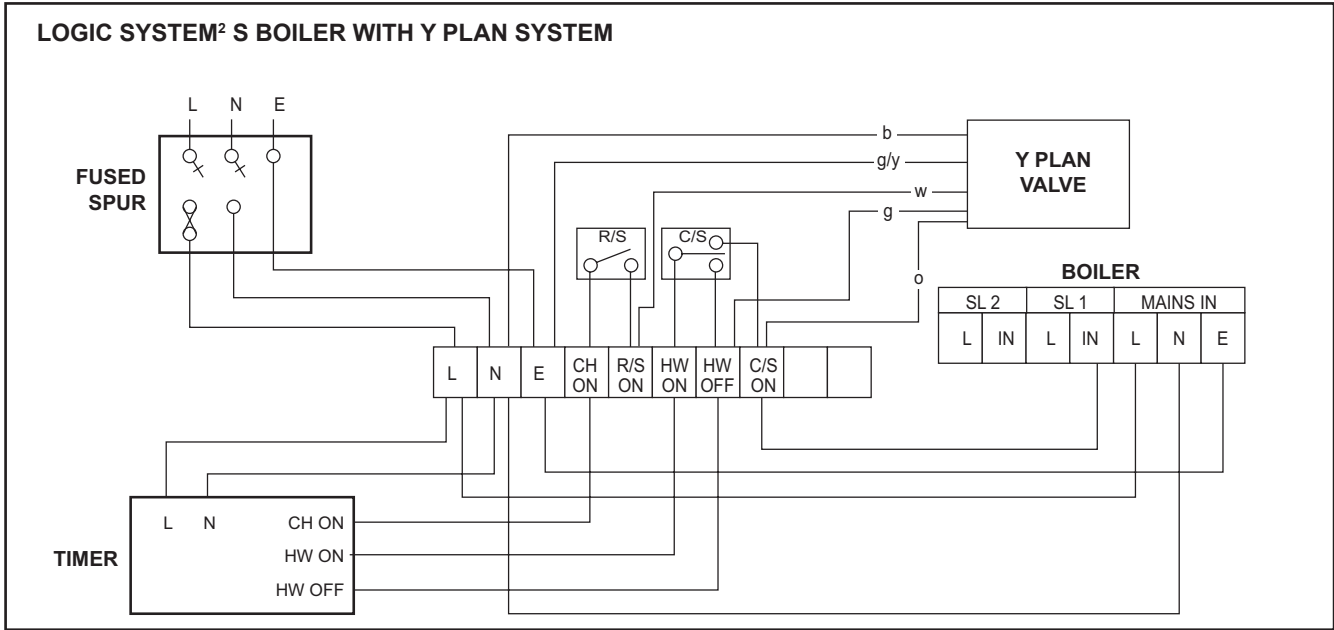 LOGIC SYSTEM² S BOILER WITH Y PLAN SYSTEM
L N E
FUSED
SPUR
b
g/y
w
g
o
Y PLAN
VALVE
R/S
C/S
BOILER
SL 2 SL 1 MAINS IN
L IN L IN L N E
L N E CH ON R/S ON HW ON HW OFF C/S ON
TIMER
L N CH ON
HW ON
HW OFF